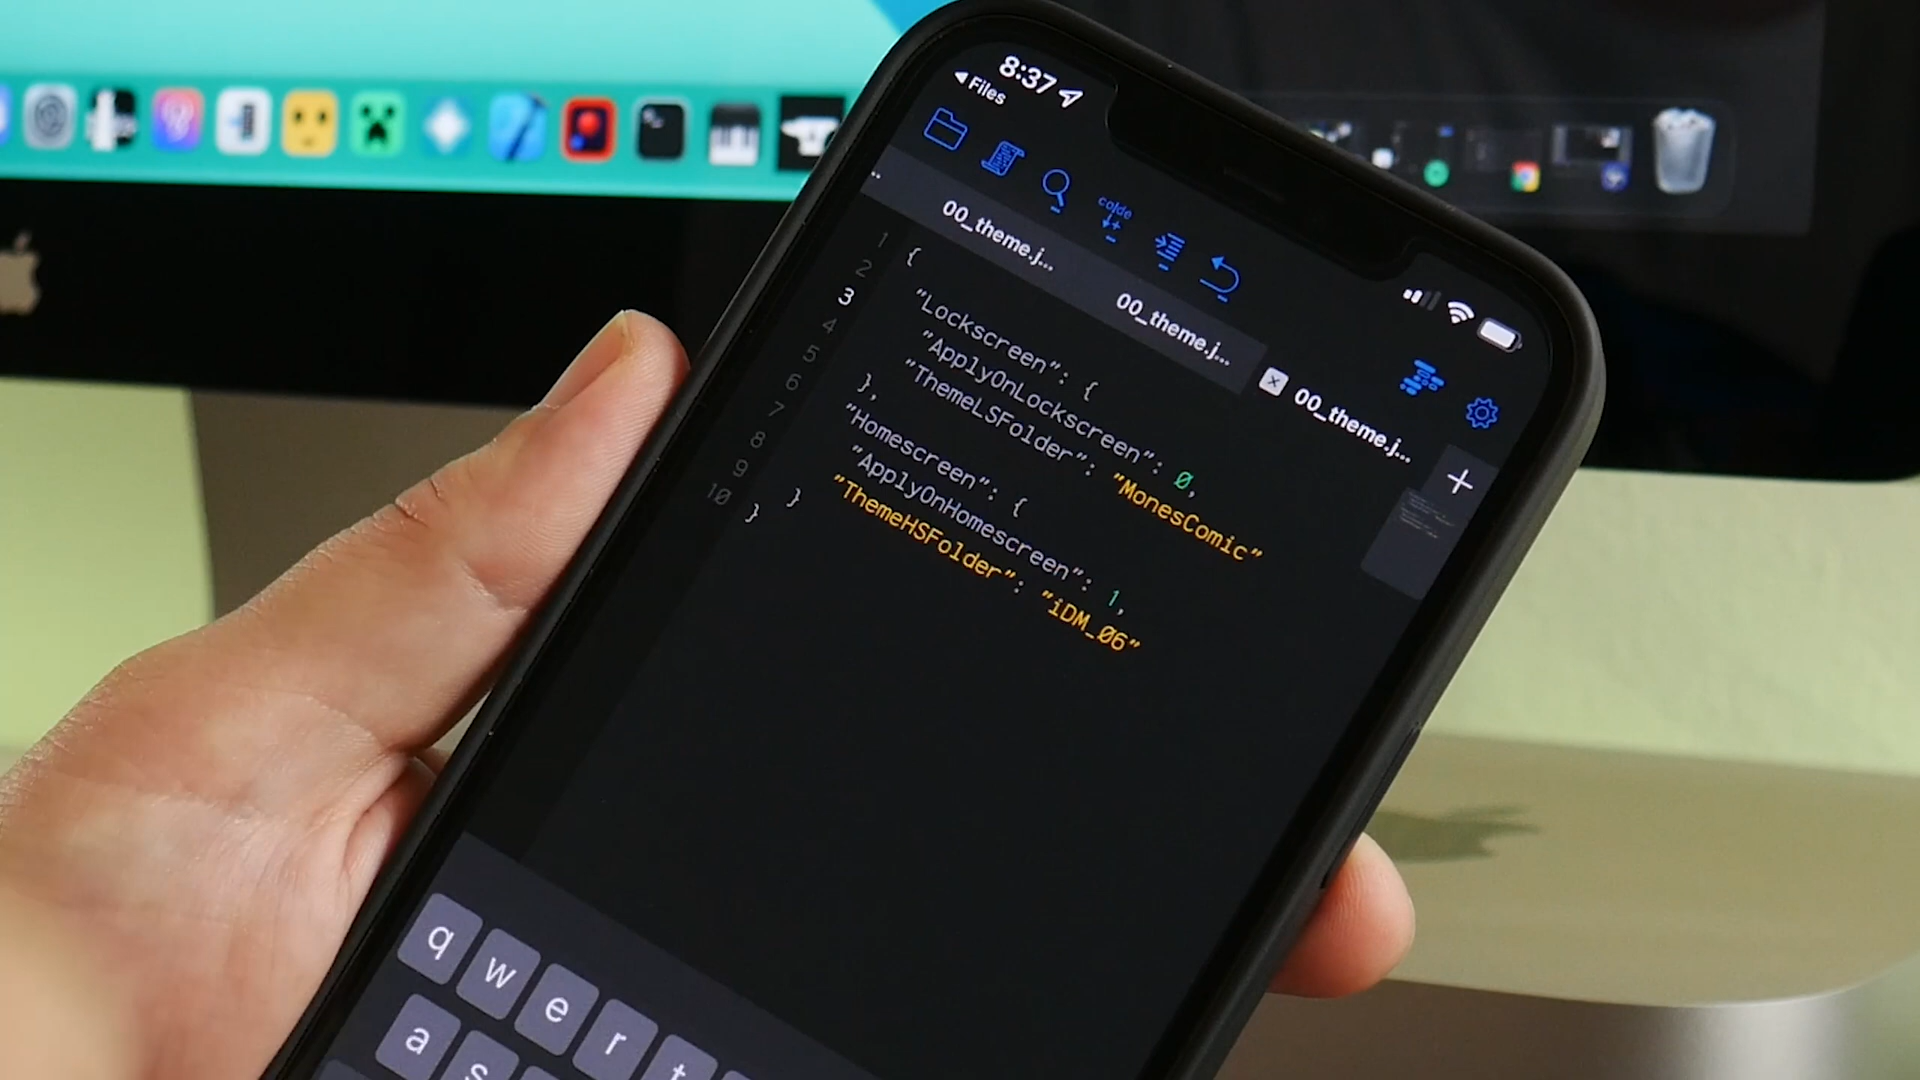 8:37
Files
colde
00_theme.j...
00_theme.j...
00_theme.j...
1 {
2 "Lockscreen": {
3 "ApplyOnLockscreen": 0,
4 "ThemeLSFolder": "MonesComic"
5 },
6 "Homescreen": {
7 "ApplyOnHomescreen": 1,
8 "ThemeHSFolder": "iDM_06"
9 }
10 }
q w e r t
a s